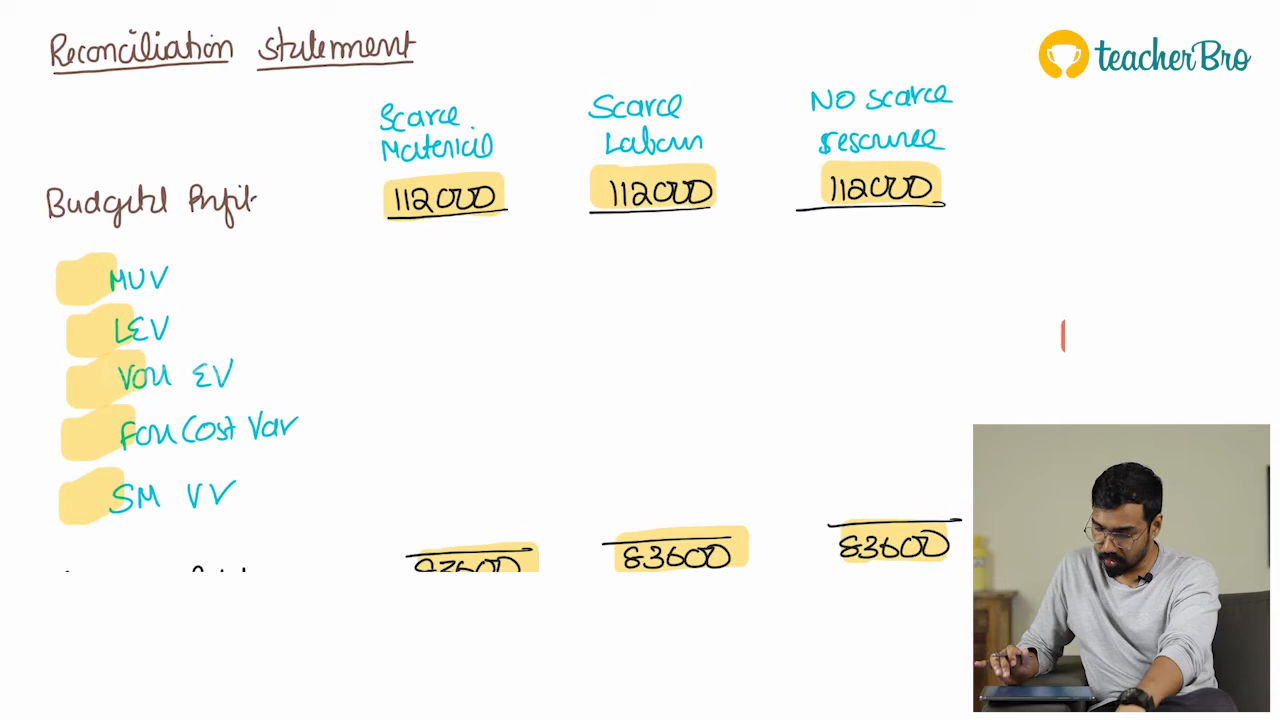 Reconciliation statement
teacherBro
Scarce Material
Scarce Labour
NO scarce resource
Budgeted Profit
112000
112000
112000
MUV
LEV
VOH EV
FOH Cost Var
SM VV
83600
83600
83600